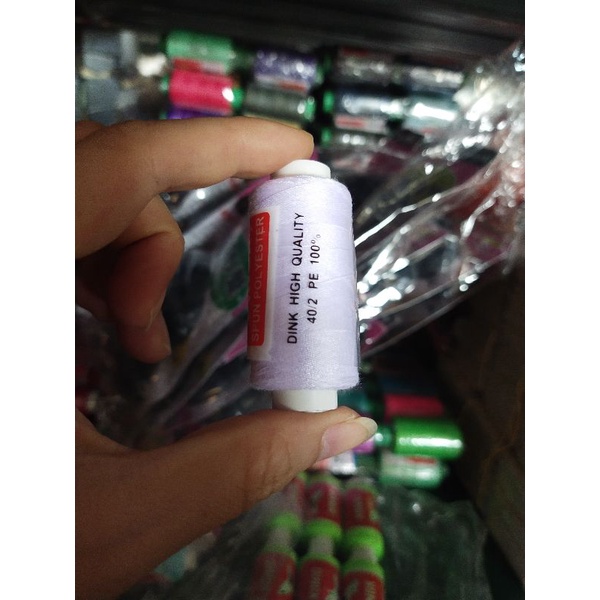 SPUN POLYESTER
DINK HIGH QUALITY
40/2 PE 100%